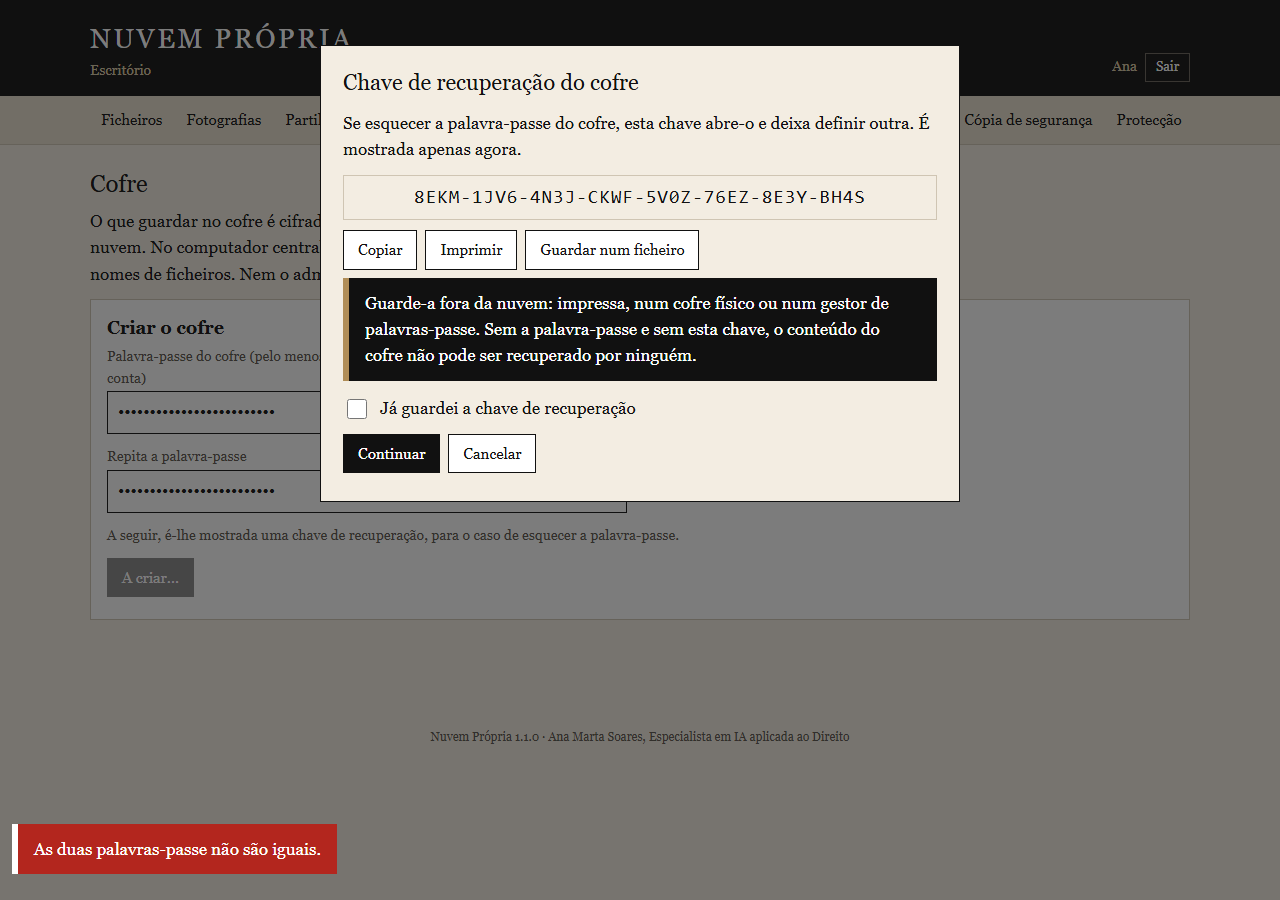 NUVEM PRÓPRIA
Escritório
Ana
Sair
Ficheiros
Fotografias
Cópia de segurança
Protecção
Cofre
O que guardar no cofre é
nuvem. No computador
nomes de ficheiros. Nem o
Criar o cofre
Palavra-passe do cofre (pelo
conta)
•••••••••••••••••••••••••
Repita a palavra-passe
•••••••••••••••••••••••••
A seguir, é-lhe mostrada uma chave de recuperação, para o caso de esquecer a palavra-passe.
A criar…
Chave de recuperação do cofre
Se esquecer a palavra-passe do cofre, esta chave abre-o e deixa definir outra. É
mostrada apenas agora.
8EKM-1JV6-4N3J-CKWF-5V0Z-76EZ-8E3Y-BH4S
Copiar
Imprimir
Guardar num ficheiro
Guarde-a fora da nuvem: impressa, num cofre físico ou num gestor de
palavras-passe. Sem a palavra-passe e sem esta chave, o conteúdo do
cofre não pode ser recuperado por ninguém.
Já guardei a chave de recuperação
Continuar
Cancelar
Nuvem Própria 1.1.0 · Ana Marta Soares, Especialista em IA aplicada ao Direito
As duas palavras-passe não são iguais.